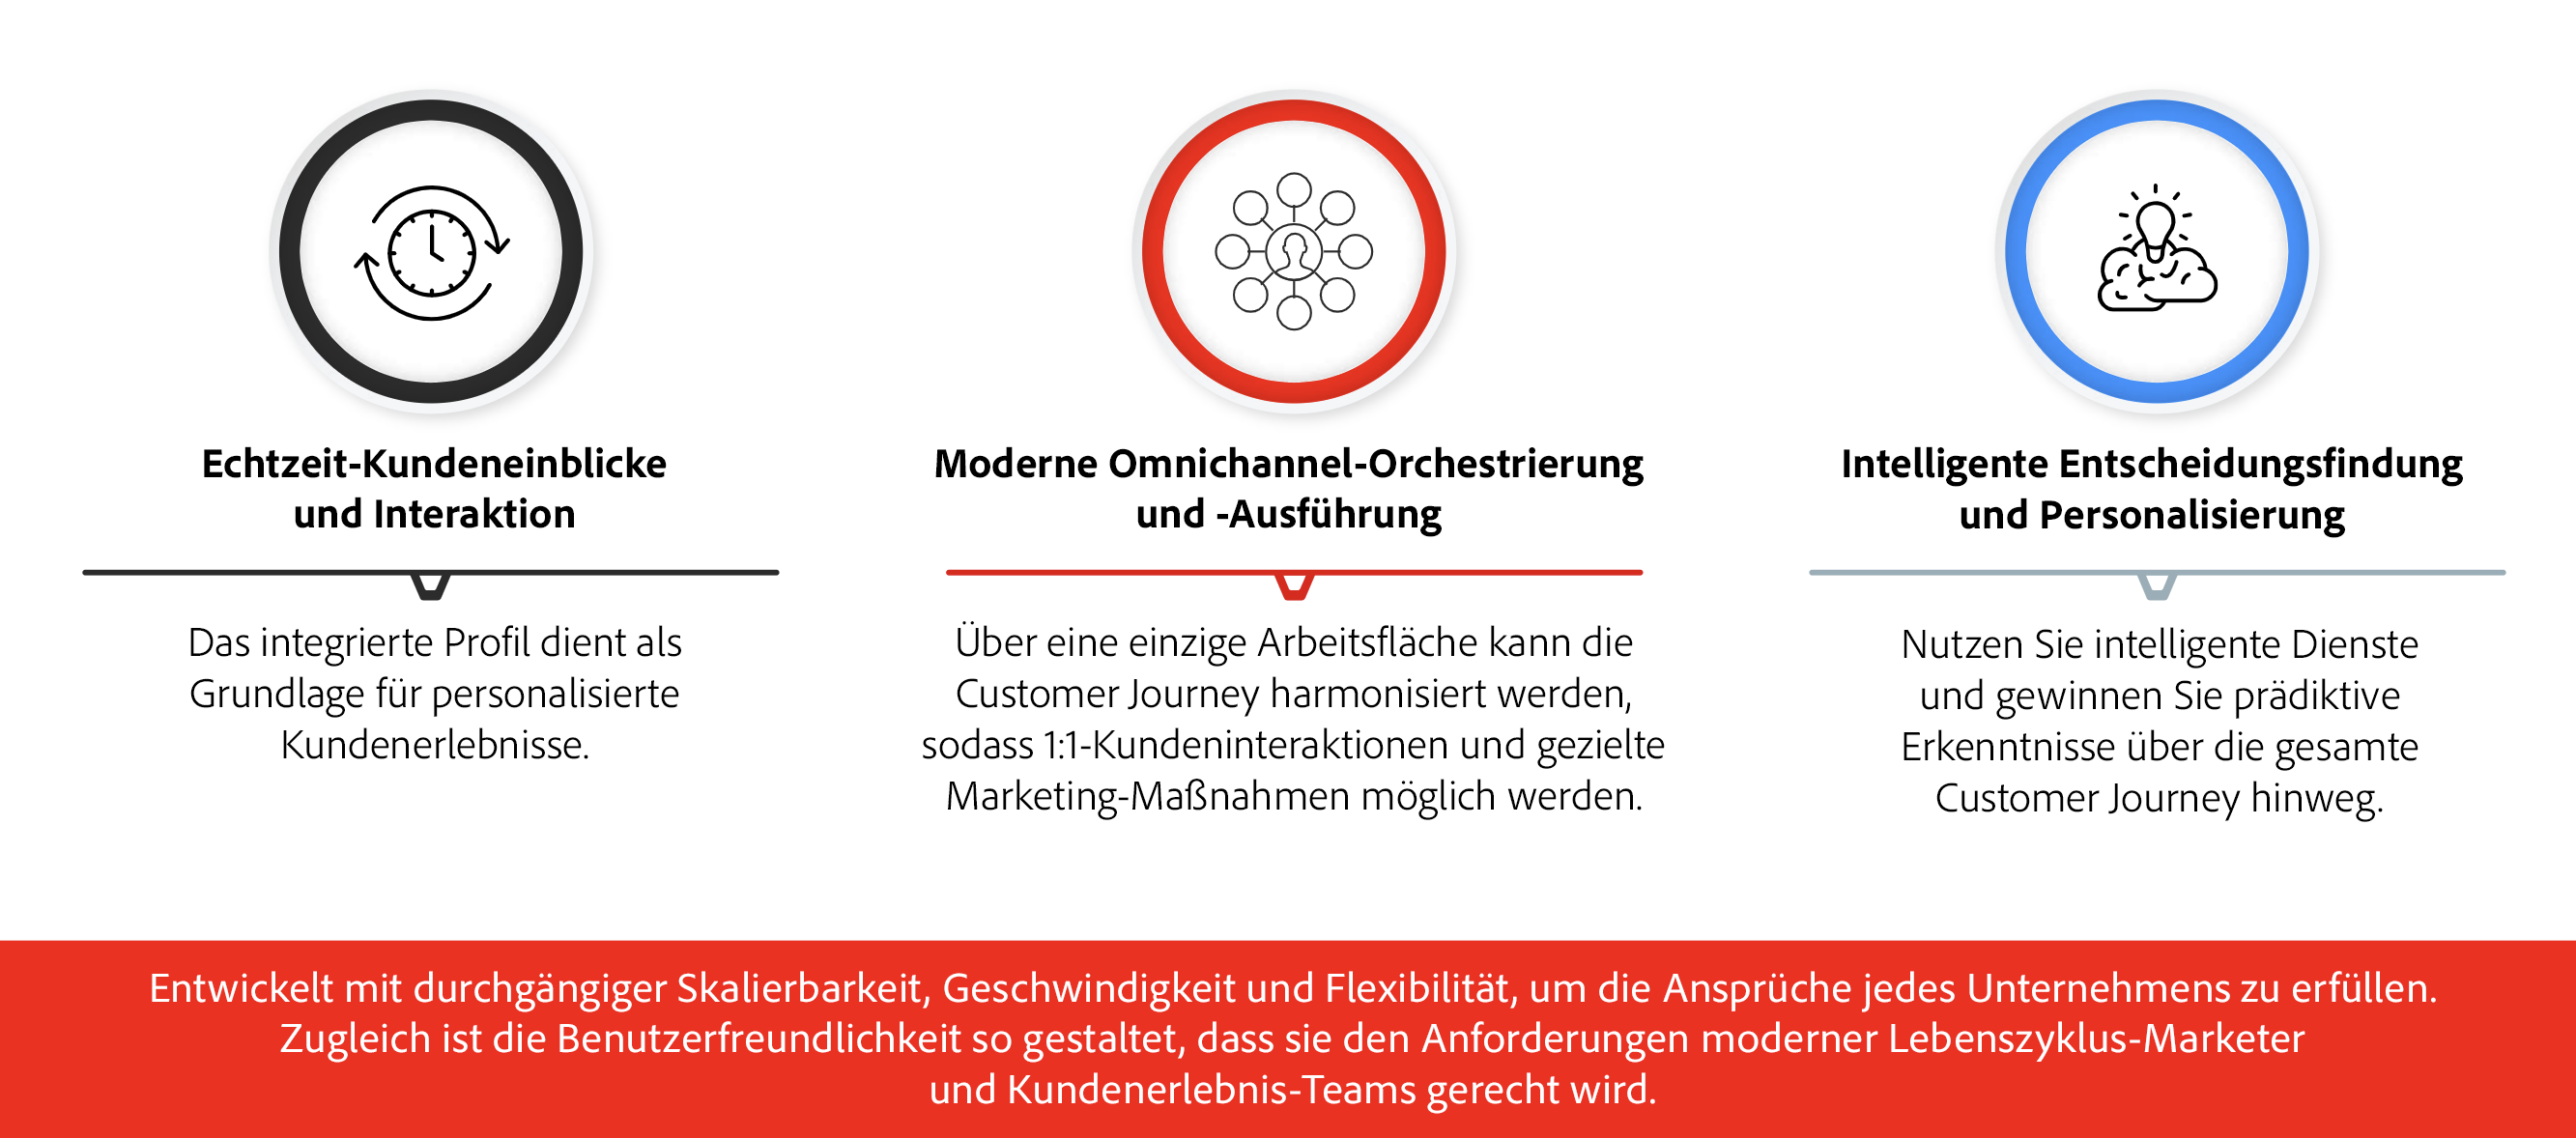 Echtzeit-Kundeneinblicke
und Interaktion
Das integrierte Profil dient als
Grundlage für personalisierte
Kundenerlebnisse.
Moderne Omnichannel-Orchestrierung
und -Ausführung
Über eine einzige Arbeitsfläche kann die
Customer Journey harmonisiert werden,
sodass 1:1-Kundeninteraktionen und gezielte
Marketing-Maßnahmen möglich werden.
Intelligente Entscheidungsfindung
und Personalisierung
Nutzen Sie intelligente Dienste
und gewinnen Sie prädiktive
Erkenntnisse über die gesamte
Customer Journey hinweg.
Entwickelt mit durchgängiger Skalierbarkeit, Geschwindigkeit und Flexibilität, um die Ansprüche jedes Unternehmens zu erfüllen.
Zugleich ist die Benutzerfreundlichkeit so gestaltet, dass sie den Anforderungen moderner Lebenszyklus-Marketer
und Kundenerlebnis-Teams gerecht wird.